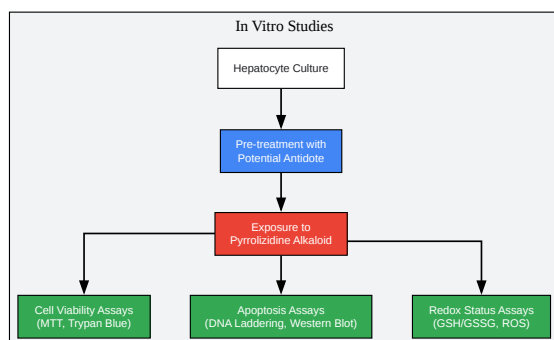 In Vitro Studies
Hepatocyte Culture
Pre-treatment with
Potential Antidote
Exposure to
Pyrrolizidine Alkaloid
Cell Viability Assays
(MTT, Trypan Blue)
Apoptosis Assays
(DNA Laddering, Western Blot)
Redox Status Assays
(GSH/GSSG, ROS)